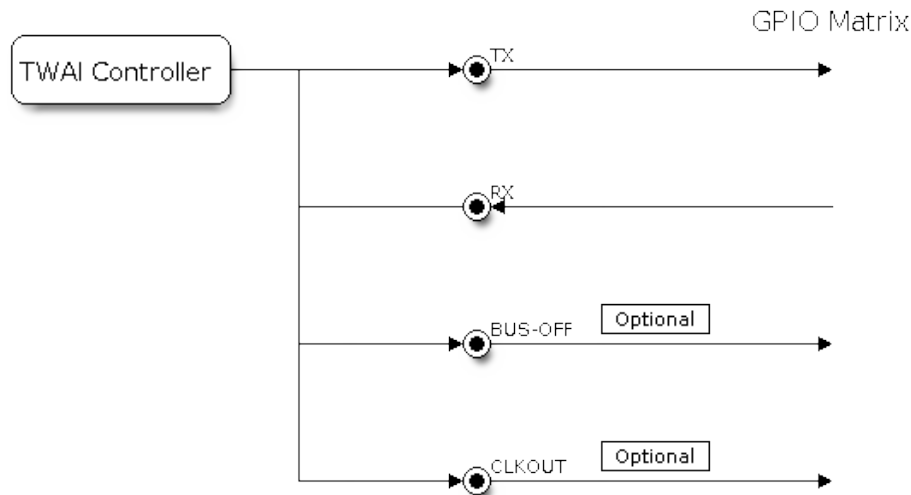 GPIO Matrix
TWAI Controller
TX
RX
BUS-OFF
Optional
CLKOUT
Optional